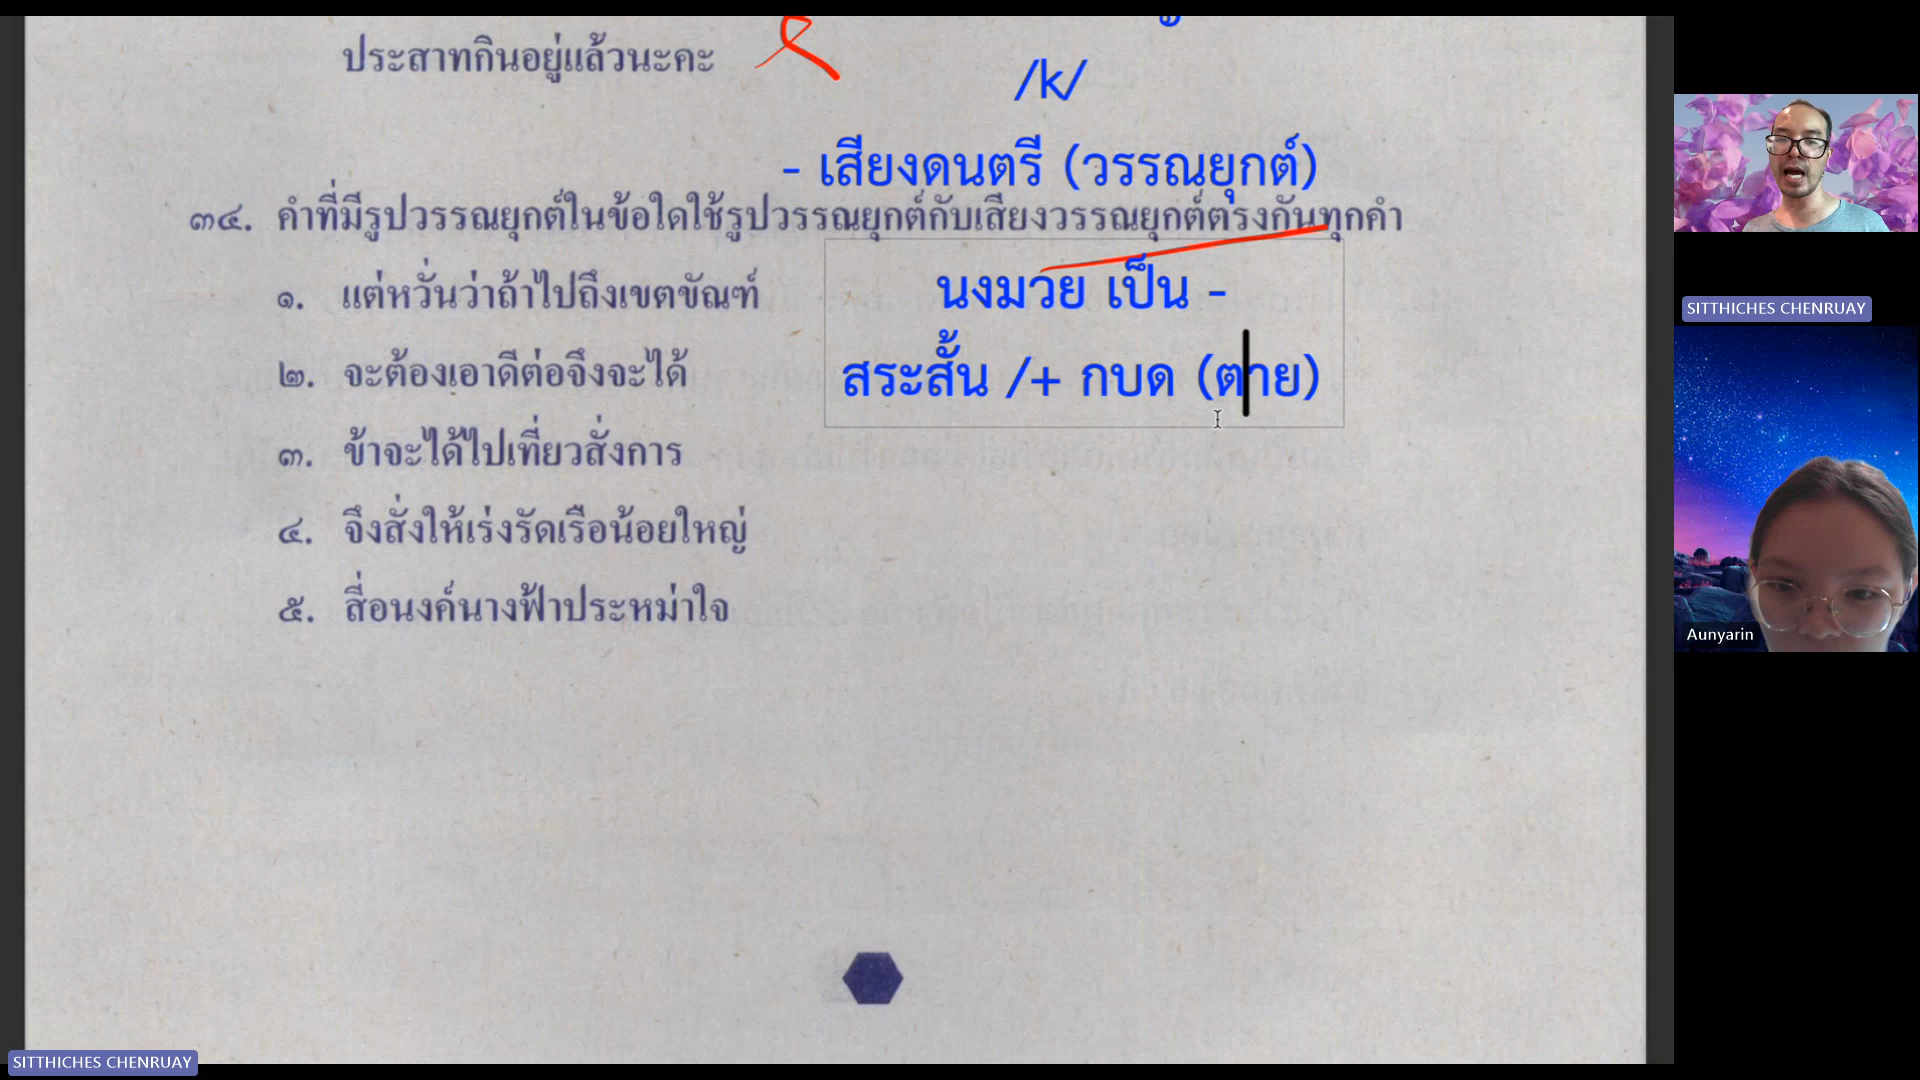 ประสาทกินอยู่แล้วนะคะ
/k/
- เสียงดนตรี (วรรณยุกต์)
๓๔. คำที่มีรูปวรรณยุกต์ในข้อใดใช้รูปวรรณยุกต์กับเสียงวรรณยุกต์ตรงกันทุกคำ
๑. แต่หวั่นว่าถ้าไปถึงเขตขัณฑ์
นงมวย เป็น -
๒. จะต้องเอาดีต่อจึงจะได้
สระสั้น /+ กบด (ตาย)
๓. ข้าจะได้ไปเที่ยวสั่งการ
๔. จึงสั่งให้เร่งรัดเรือน้อยใหญ่
๕. สี่อนงค์นางฟ้าประหม่าใจ
SITTHICHES CHENRUAY
Aunyarin
SITTHICHES CHENRUAY